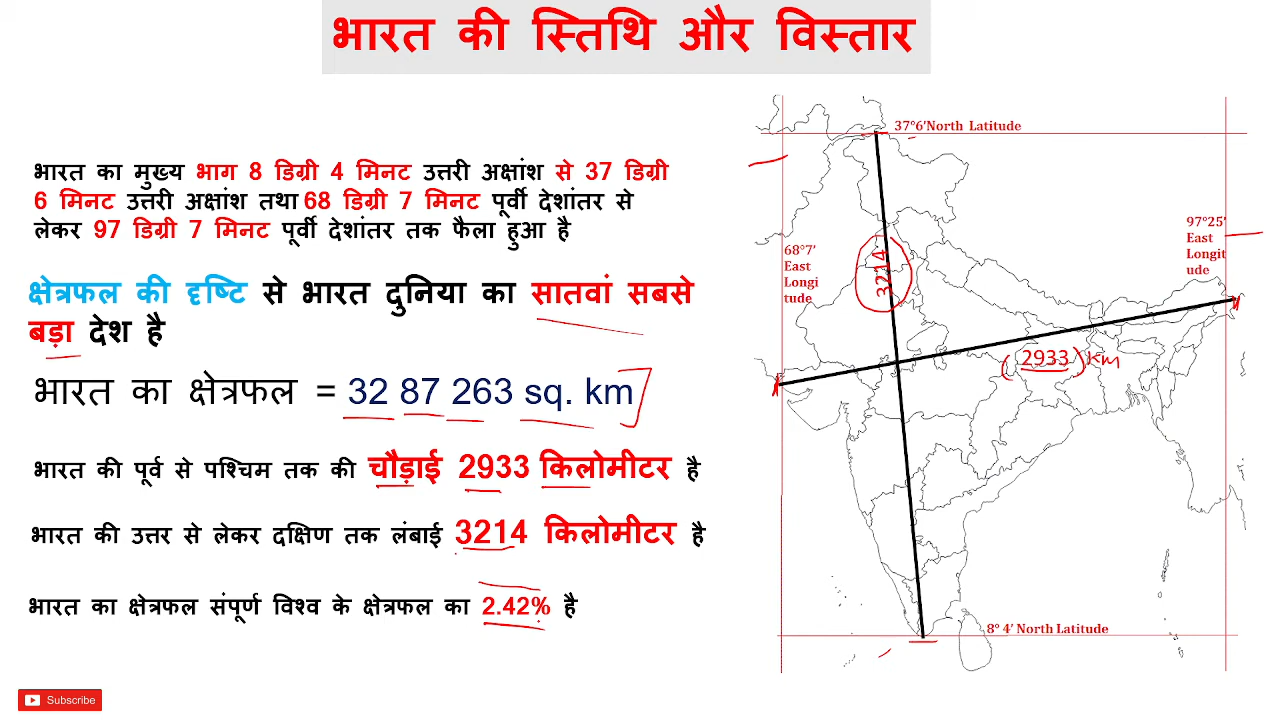 भारत की स्तिथि और विस्तार
भारत का मुख्य भाग 8 डिग्री 4 मिनट उत्तरी अक्षांश से 37 डिग्री
6 मिनट उत्तरी अक्षांश तथा 68 डिग्री 7 मिनट पूर्वी देशांतर से
लेकर 97 डिग्री 7 मिनट पूर्वी देशांतर तक फैला हुआ है
क्षेत्रफल की दृष्टि से भारत दुनिया का सातवां सबसे
बड़ा देश है
भारत का क्षेत्रफल = 32 87 263 sq. km
भारत की पूर्व से पश्चिम तक की चौड़ाई 2933 किलोमीटर है
भारत की उत्तर से लेकर दक्षिण तक लंबाई 3214 किलोमीटर है
भारत का क्षेत्रफल संपूर्ण विश्व के क्षेत्रफल का 2.42% है
37°6'North Latitude
97°25'
East
Longit
ude
68°7'
East
Longi
tude
3214
(2933) Km
8° 4' North Latitude
Subscribe